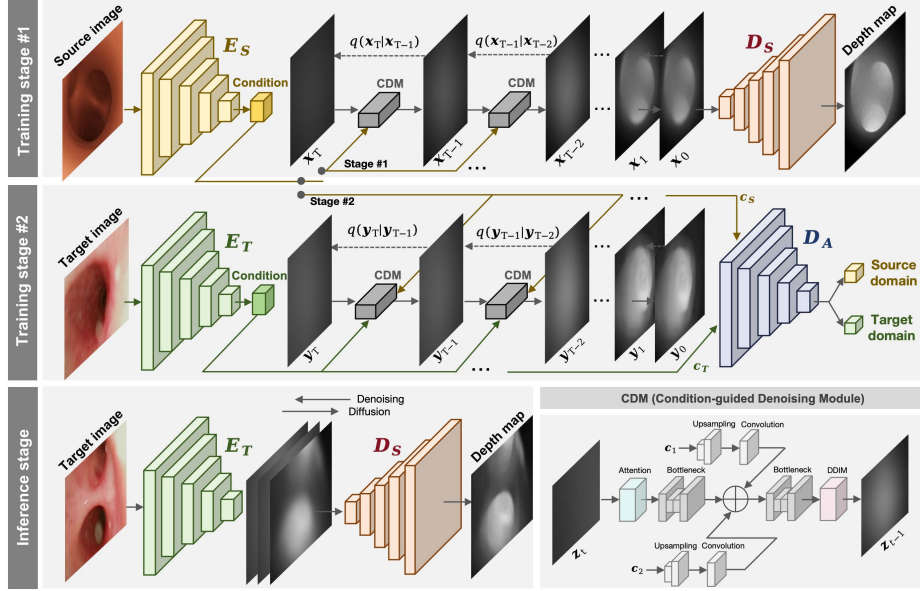 Training stage #1
Source image
E_S
Condition
x_T
q(x_T|x_{T−1})
CDM
x_{T−1}
q(x_{T−1}|x_{T−2})
CDM
x_{T−2}
...
...
x_1
x_0
D_S
Depth map
Stage #1
...
Training stage #2
Stage #2
...
c_S
Target image
E_T
Condition
y_T
q(y_T|y_{T−1})
CDM
y_{T−1}
q(y_{T−1}|y_{T−2})
CDM
y_{T−2}
...
...
y_1
y_0
D_A
Source
domain
Target
domain
...
c_T
Inference stage
Target image
E_T
Denoising
Diffusion
D_S
Depth map
CDM (Condition-guided Denoising Module)
Upsampling
Convolution
c_1
Attention
Bottleneck
Bottleneck
DDIM
z_t
z_{t−1}
Upsampling
Convolution
c_2